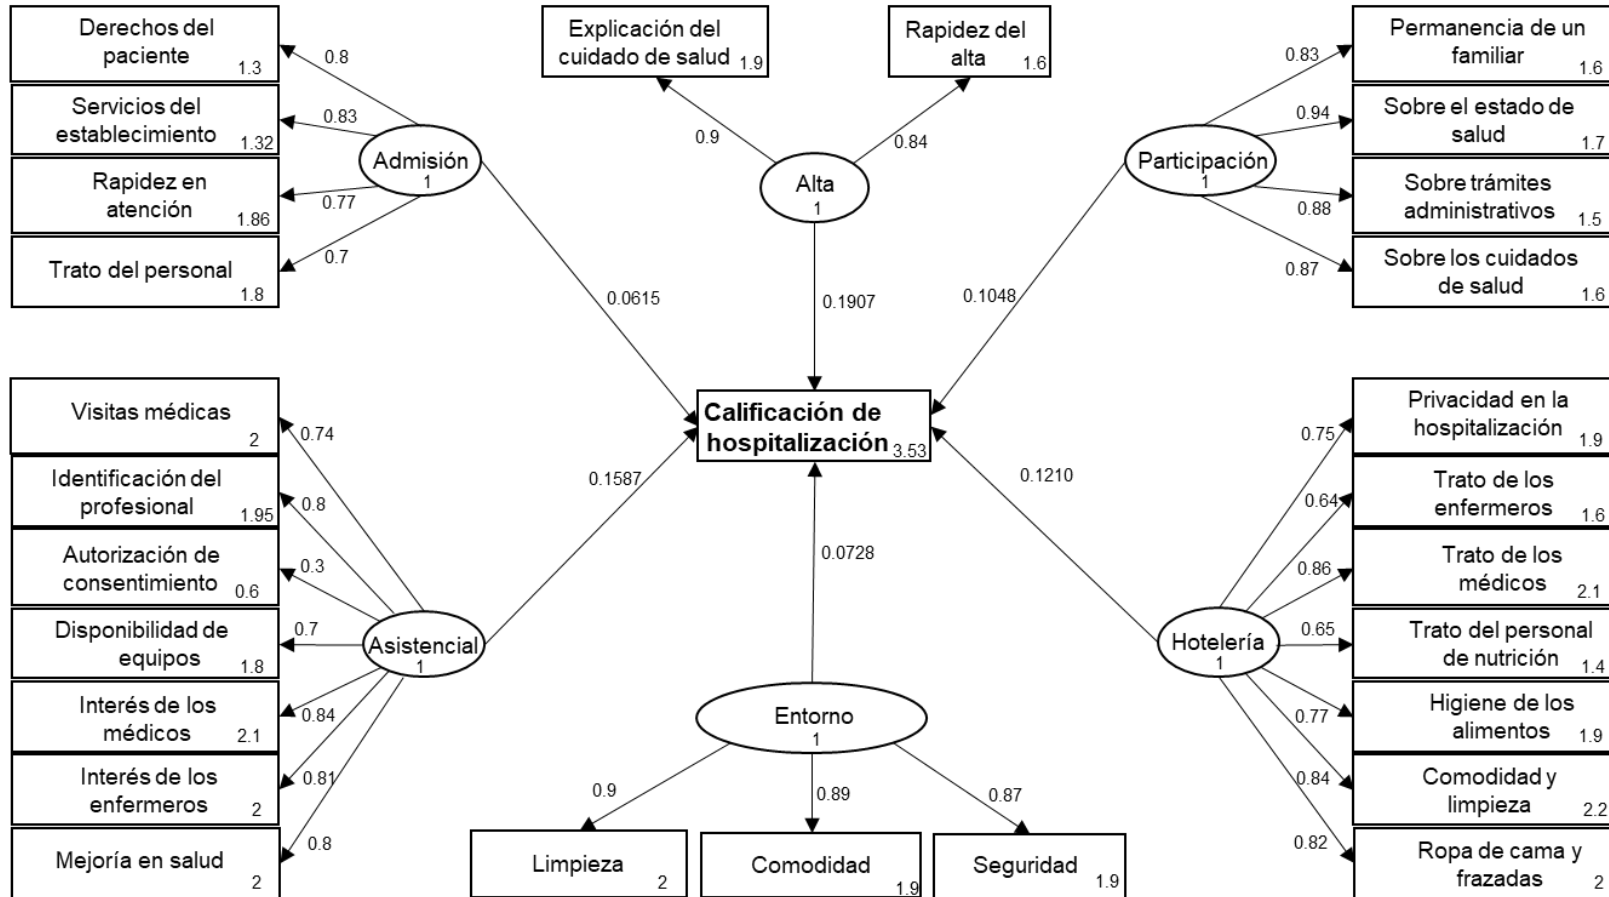 Derechos del
paciente
1.3
Servicios del
establecimiento
1.32
Rapidez en
atención
1.86
Trato del personal
1.8
0.8
0.83
0.77
0.7
Admisión
1
0.0615
Explicación del
cuidado de salud
1.9
Rapidez del
alta
1.6
0.9
0.84
Alta
1
0.1907
Permanencia de un
familiar
1.6
Sobre el estado de
salud
1.7
Sobre trámites
administrativos
1.5
Sobre los cuidados
de salud
1.6
0.83
0.94
0.88
0.87
Participación
1
0.1048
Calificación de
hospitalización
3.53
Visitas médicas
2
Identificación del
profesional
1.95
Autorización de
consentimiento
0.6
Disponibilidad de
equipos
1.8
Interés de los
médicos
2.1
Interés de los
enfermeros
2
Mejoría en salud
2
0.74
0.8
0.3
0.7
0.84
0.81
0.8
Asistencial
1
0.1587
0.0728
Entorno
1
0.9
0.89
0.87
Limpieza
2
Comodidad
1.9
Seguridad
1.9
0.1210
Hotelería
1
0.75
0.64
0.86
0.65
0.77
0.84
0.82
Privacidad en la
hospitalización
1.9
Trato de los
enfermeros
1.6
Trato de los
médicos
2.1
Trato del personal
de nutrición
1.4
Higiene de los
alimentos
1.9
Comodidad y
limpieza
2.2
Ropa de cama y
frazadas
2